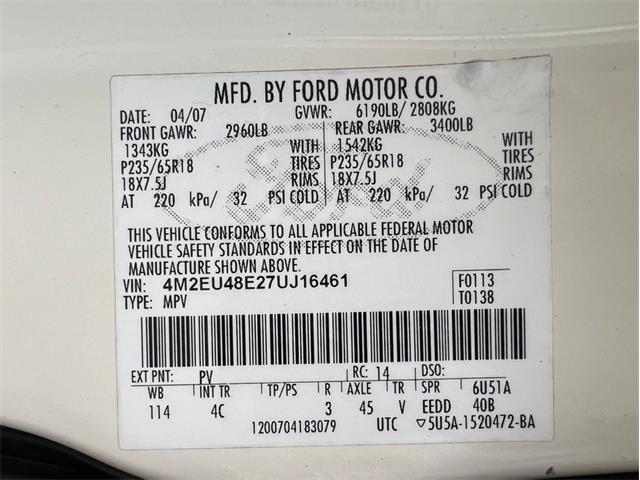 MFD. BY FORD MOTOR CO.
DATE: 04/07 GVWR: 6190LB/ 2808KG
FRONT GAWR: 2960LB REAR GAWR: 3400LB
1343KG WITH 1542KG WITH
P235/65R18 TIRES P235/65R18 TIRES
18X7.5J RIMS 18X7.5J RIMS
AT 220 kPa/ 32 PSI COLD AT 220 kPa/ 32 PSI COLD
THIS VEHICLE CONFORMS TO ALL APPLICABLE FEDERAL MOTOR
VEHICLE SAFETY STANDARDS IN EFFECT ON THE DATE OF
MANUFACTURE SHOWN ABOVE.
VIN: 4M2EU48E27UJ16461 F0113
TYPE: MPV T0138
EXT PNT: PV RC: 14 DSO:
WB INT TR TP/PS R AXLE TR SPR 6U51A
114 4C 3 45 V EEDD 40B
1200704183079 UTC ▽5U5A-1520472-BA
Ford